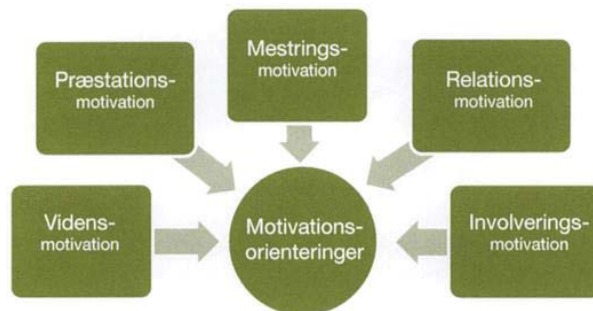 Mestrings-
motivation
Præstations-
motivation
Relations-
motivation
Videns-
motivation
Motivations-
orienteringer
Involverings-
motivation